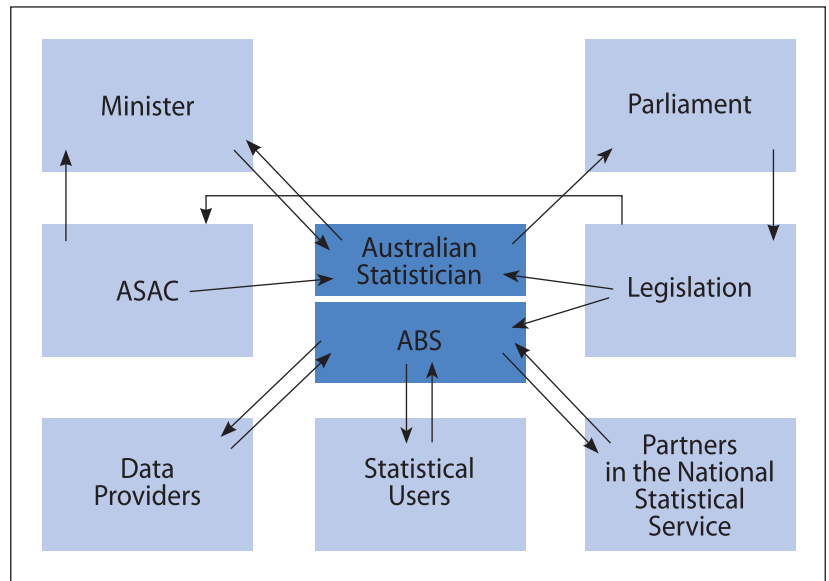 Minister
Parliament
Australian
Statistician
ASAC
Legislation
ABS
Data
Providers
Statistical
Users
Partners
in the National
Statistical
Service